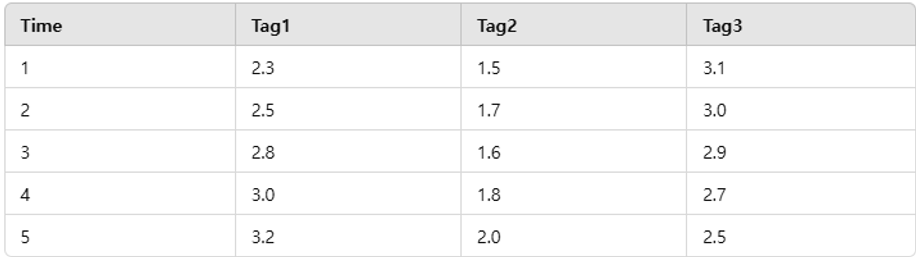 Time Tag1 Tag2 Tag3
1 2.3 1.5 3.1
2 2.5 1.7 3.0
3 2.8 1.6 2.9
4 3.0 1.8 2.7
5 3.2 2.0 2.5